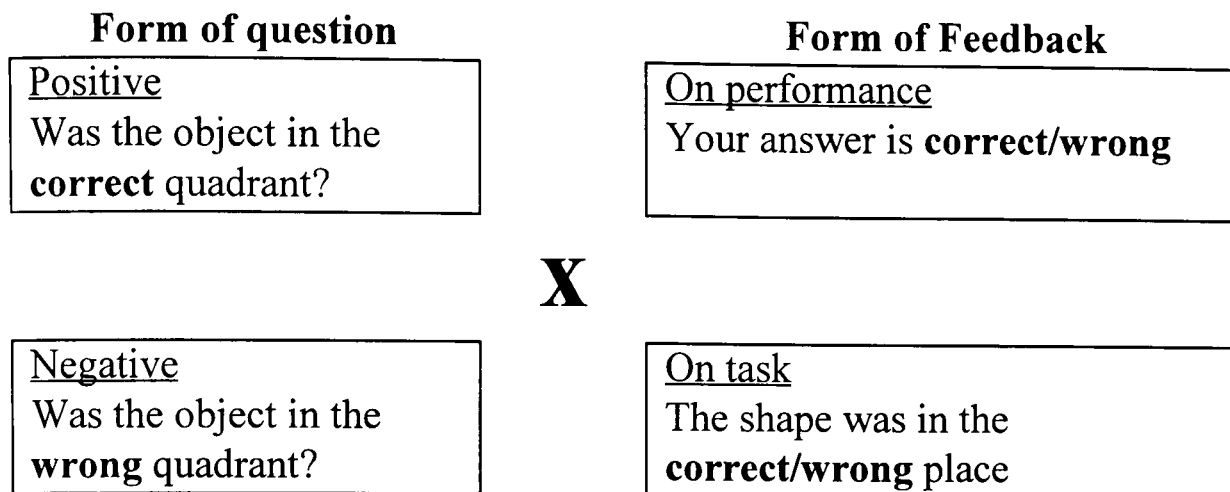 Form of question
Positive
Was the object in the
correct quadrant?
Form of Feedback
On performance
Your answer is correct/wrong
X
Negative
Was the object in the
wrong quadrant?
On task
The shape was in the
correct/wrong place